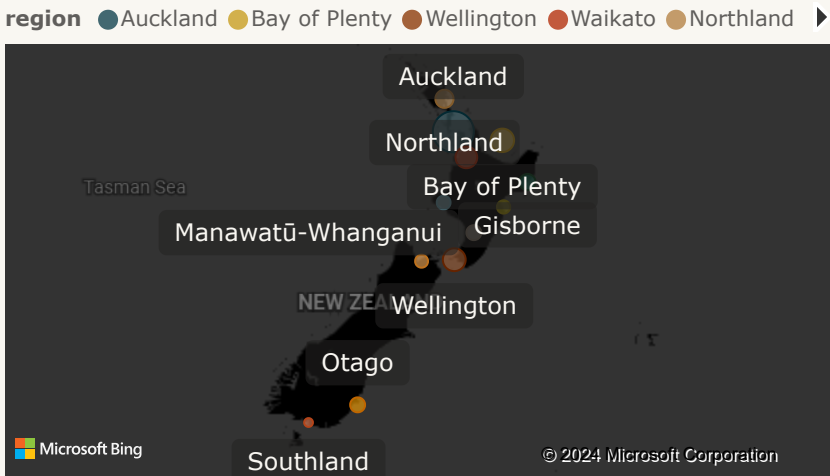 region Auckland Bay of Plenty Wellington Waikato Northland
Auckland
Northland
Tasman Sea
Bay of Plenty
Manawatū-Whanganui
Gisborne
NEW ZEALAND
Wellington
Otago
Microsoft Bing
© 2024 Microsoft Corporation
Southland